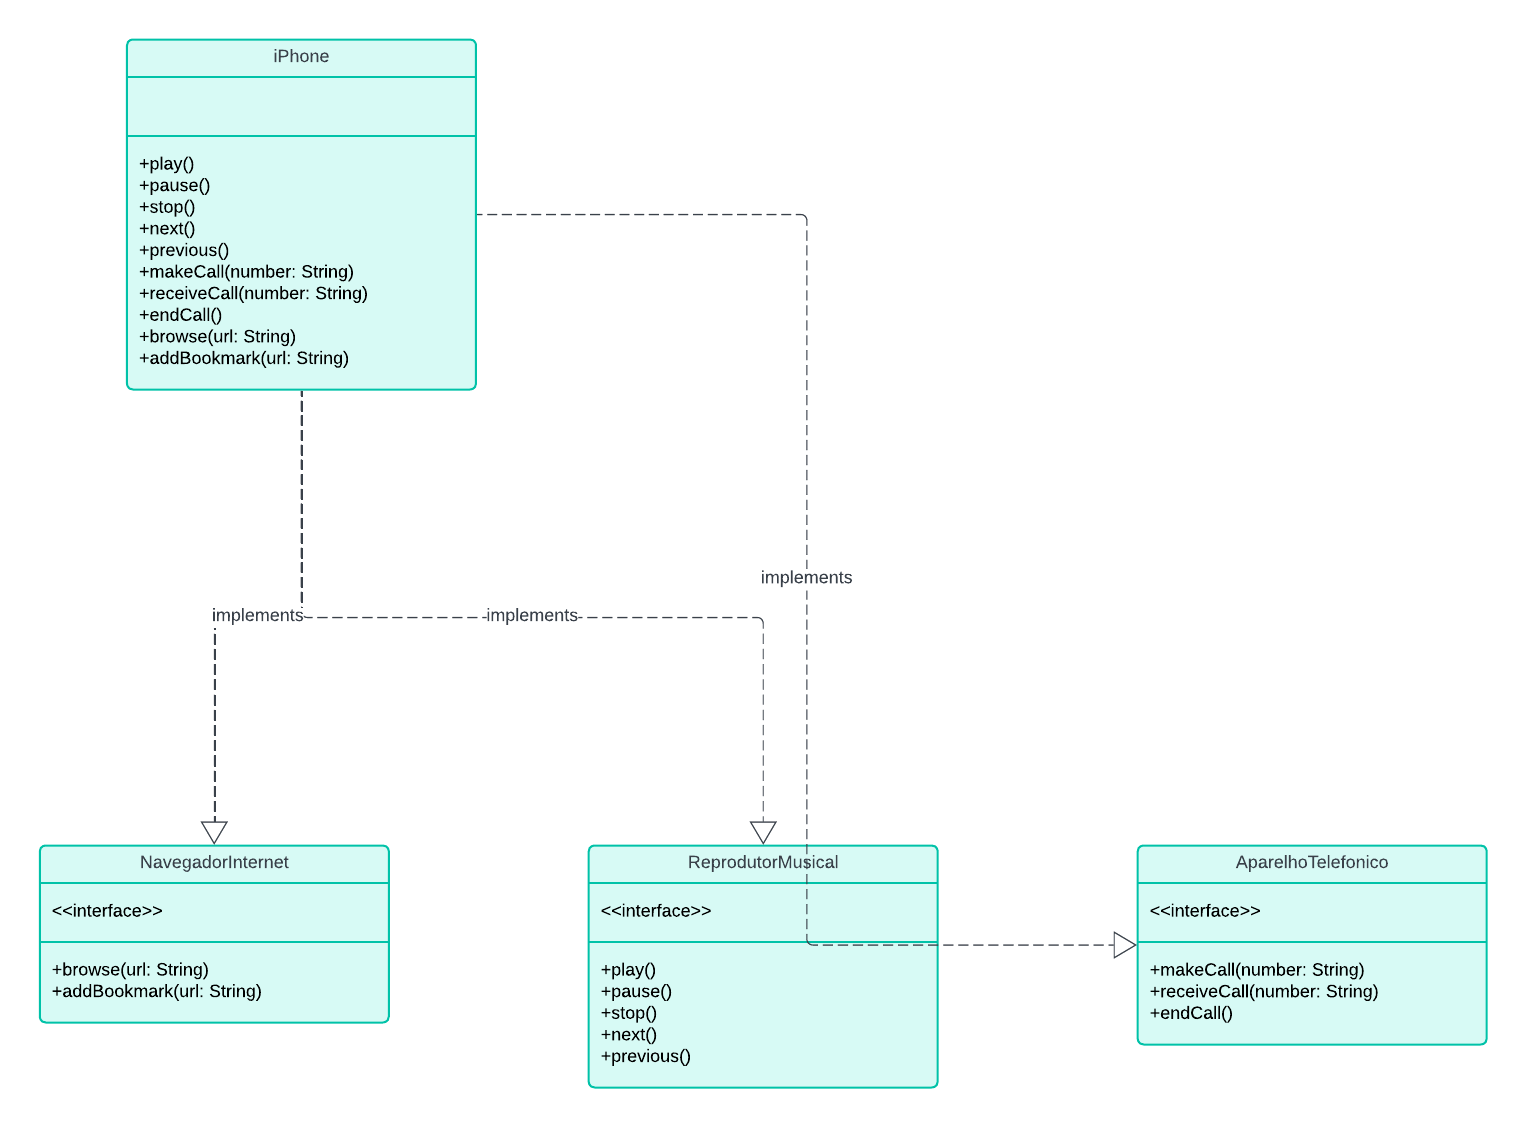 iPhone
+play()
+pause()
+stop()
+next()
+previous()
+makeCall(number: String)
+receiveCall(number: String)
+endCall()
+browse(url: String)
+addBookmark(url: String)
implements
implements
implements
NavegadorInternet
<<interface>>
+browse(url: String)
+addBookmark(url: String)
ReprodutorMusical
<<interface>>
+play()
+pause()
+stop()
+next()
+previous()
AparelhoTelefonico
<<interface>>
+makeCall(number: String)
+receiveCall(number: String)
+endCall()